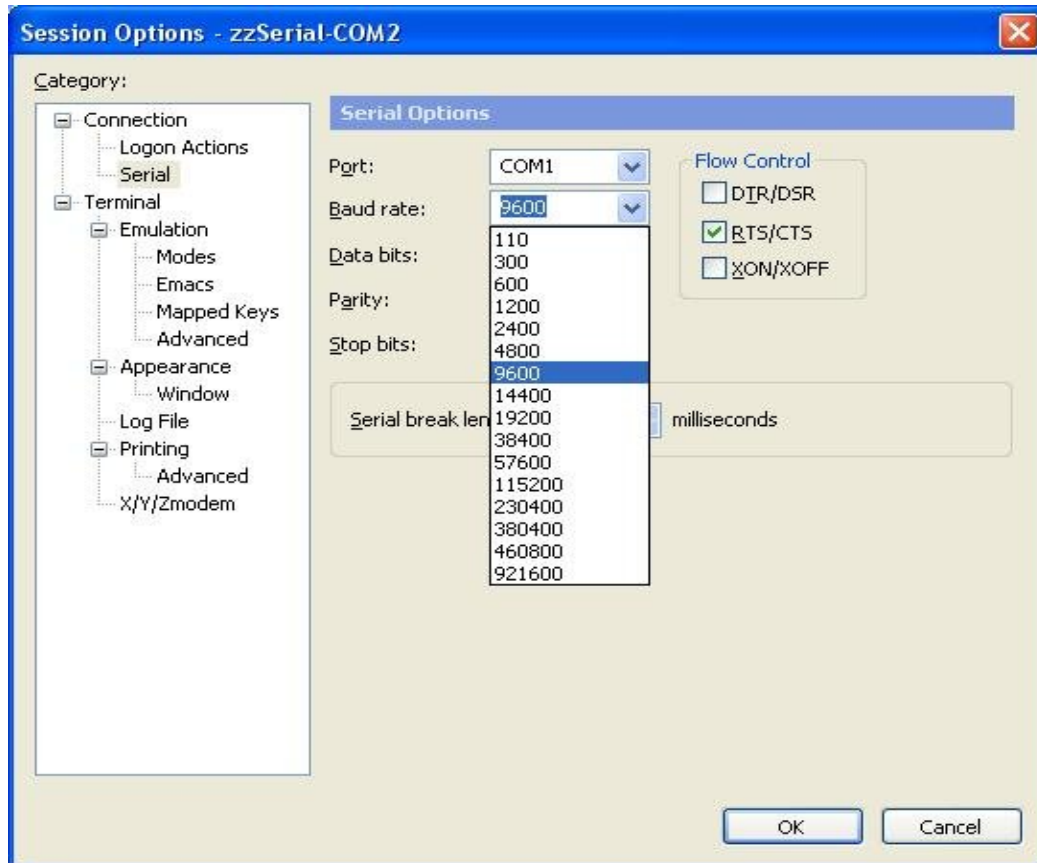 Session Options - zzSerial-COM2
Category:
Connection
Logon Actions
Serial
Terminal
Emulation
Modes
Emacs
Mapped Keys
Advanced
Appearance
Window
Log File
Printing
Advanced
X/Y/Zmodem
Serial Options
Port: COM1
Baud rate: 9600
110
300
600
1200
2400
4800
9600
14400
19200
38400
57600
115200
230400
380400
460800
921600
Data bits:
Parity:
Stop bits:
Flow Control
DTR/DSR
RTS/CTS
XON/XOFF
Serial break len
milliseconds
OK
Cancel